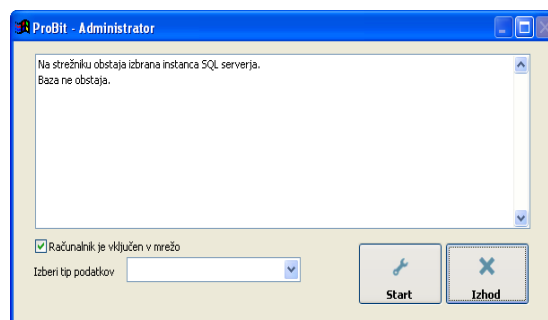 ProBit - Administrator
Na strežniku obstaja izbrana instanca SQL serverja.
Baza ne obstaja.
Računalnik je vključen v mrežo
Izberi tip podatkov
Start
Izhod